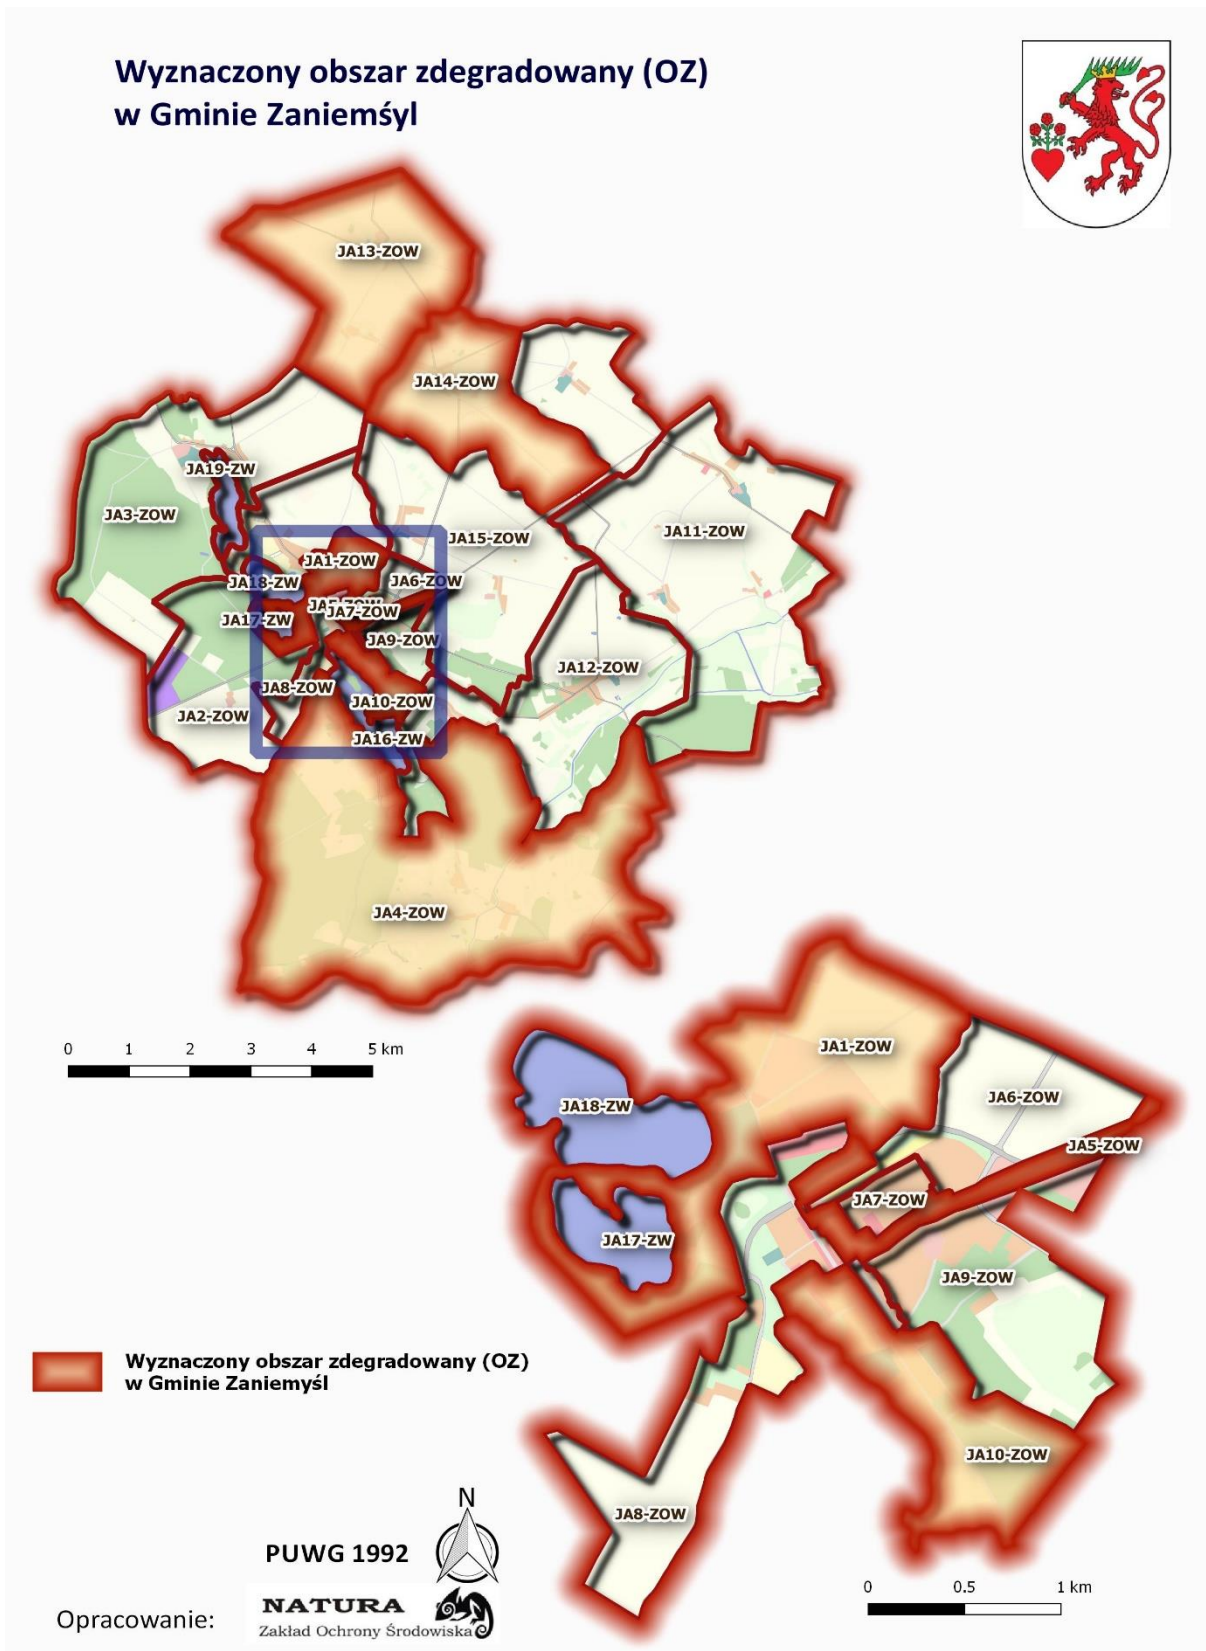 Wyznaczony obszar zdegradowany (OZ)
w Gminie Zaniemśyl
JA13-ZOW
JA14-ZOW
JA19-ZW
JA3-ZOW
JA11-ZOW
JA15-ZOW
JA1-ZOW
JA18-ZW
JA6-ZOW
JA7-ZOW
JA17-ZW
JA9-ZOW
JA12-ZOW
JA8-ZOW
JA10-ZOW
JA2-ZOW
JA16-ZW
JA4-ZOW
0 1 2 3 4 5 km
JA1-ZOW
JA6-ZOW
JA18-ZW
JA5-ZOW
JA7-ZOW
JA17-ZW
JA9-ZOW
Wyznaczony obszar zdegradowany (OZ)
w Gminie Zaniemyśl
JA10-ZOW
JA8-ZOW
N
PUWG 1992
0 0.5 1 km
Opracowanie:
NATURA
Zakład Ochrony Środowiska